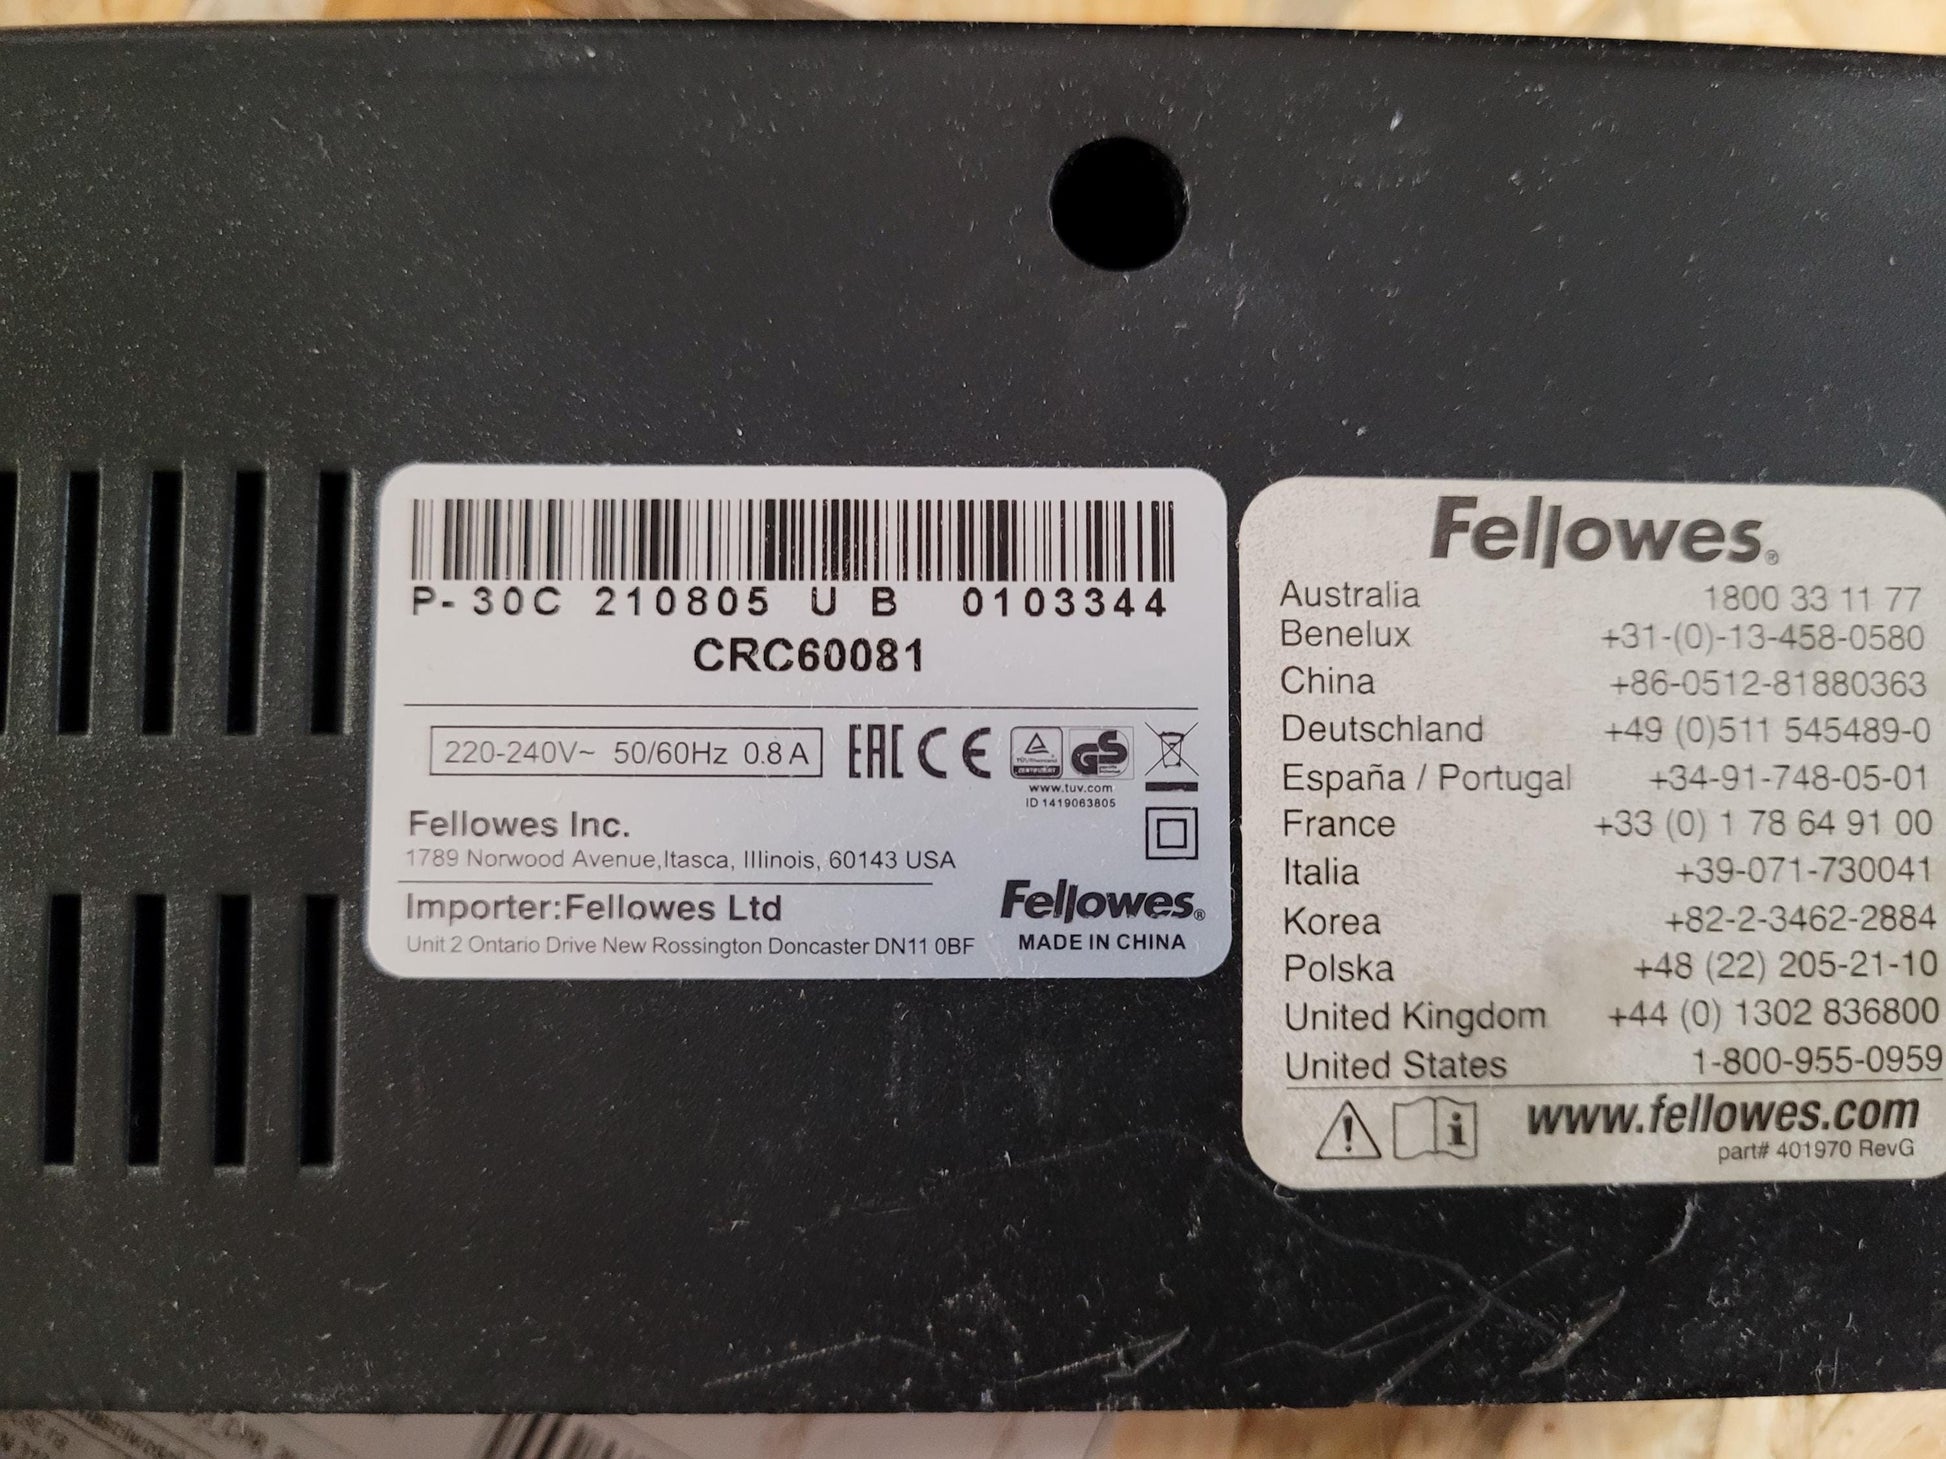 P-30C 210805 U B 0103344
CRC60081
220-240V~ 50/60Hz 0.8 A
EAC CE
TÜVRheinland
GS
www.tuv.com
ID 1419063805
Fellowes Inc.
1789 Norwood Avenue,Itasca, Illinois, 60143 USA
Importer:Fellowes Ltd
Unit 2 Ontario Drive New Rossington Doncaster DN11 0BF
Fellowes®
MADE IN CHINA
Fellowes®
Australia 1800 33 11 77
Benelux +31-(0)-13-458-0580
China +86-0512-81880363
Deutschland +49 (0)511 545489-0
España / Portugal +34-91-748-05-01
France +33 (0) 1 78 64 91 00
Italia +39-071-730041
Korea +82-2-3462-2884
Polska +48 (22) 205-21-10
United Kingdom +44 (0) 1302 836800
United States 1-800-955-0959
www.fellowes.com
part# 401970 RevG